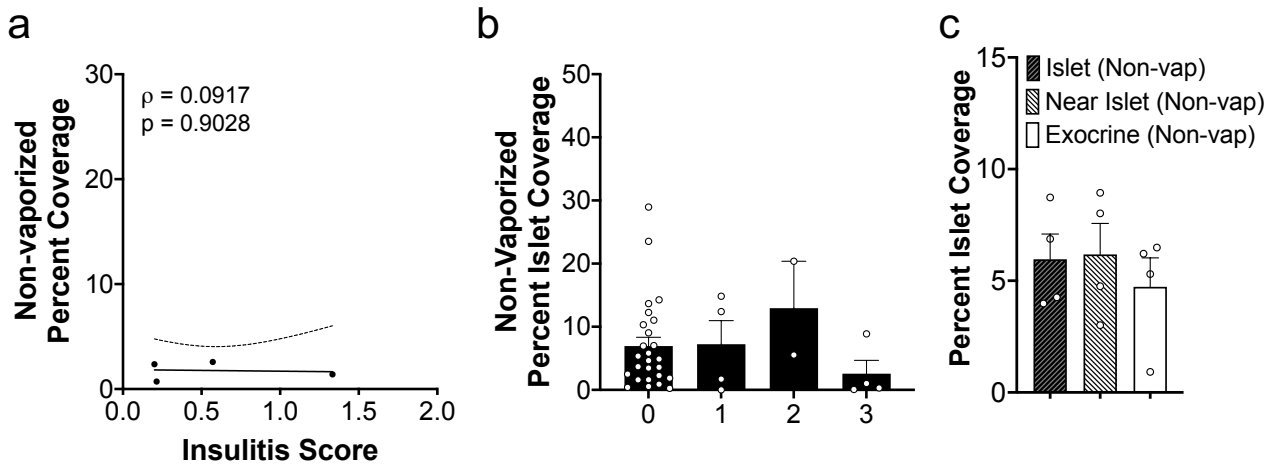 a
Non-vaporized
Percent Coverage
30
20
10
0
ρ = 0.0917
p = 0.9028
0.0 0.5 1.0 1.5 2.0
Insulitis Score
b
Non-Vaporized
Percent Islet Coverage
50
40
30
20
10
0
0 1 2 3
c
Percent Islet Coverage
15
10
5
0
Islet (Non-vap)
Near Islet (Non-vap)
Exocrine (Non-vap)